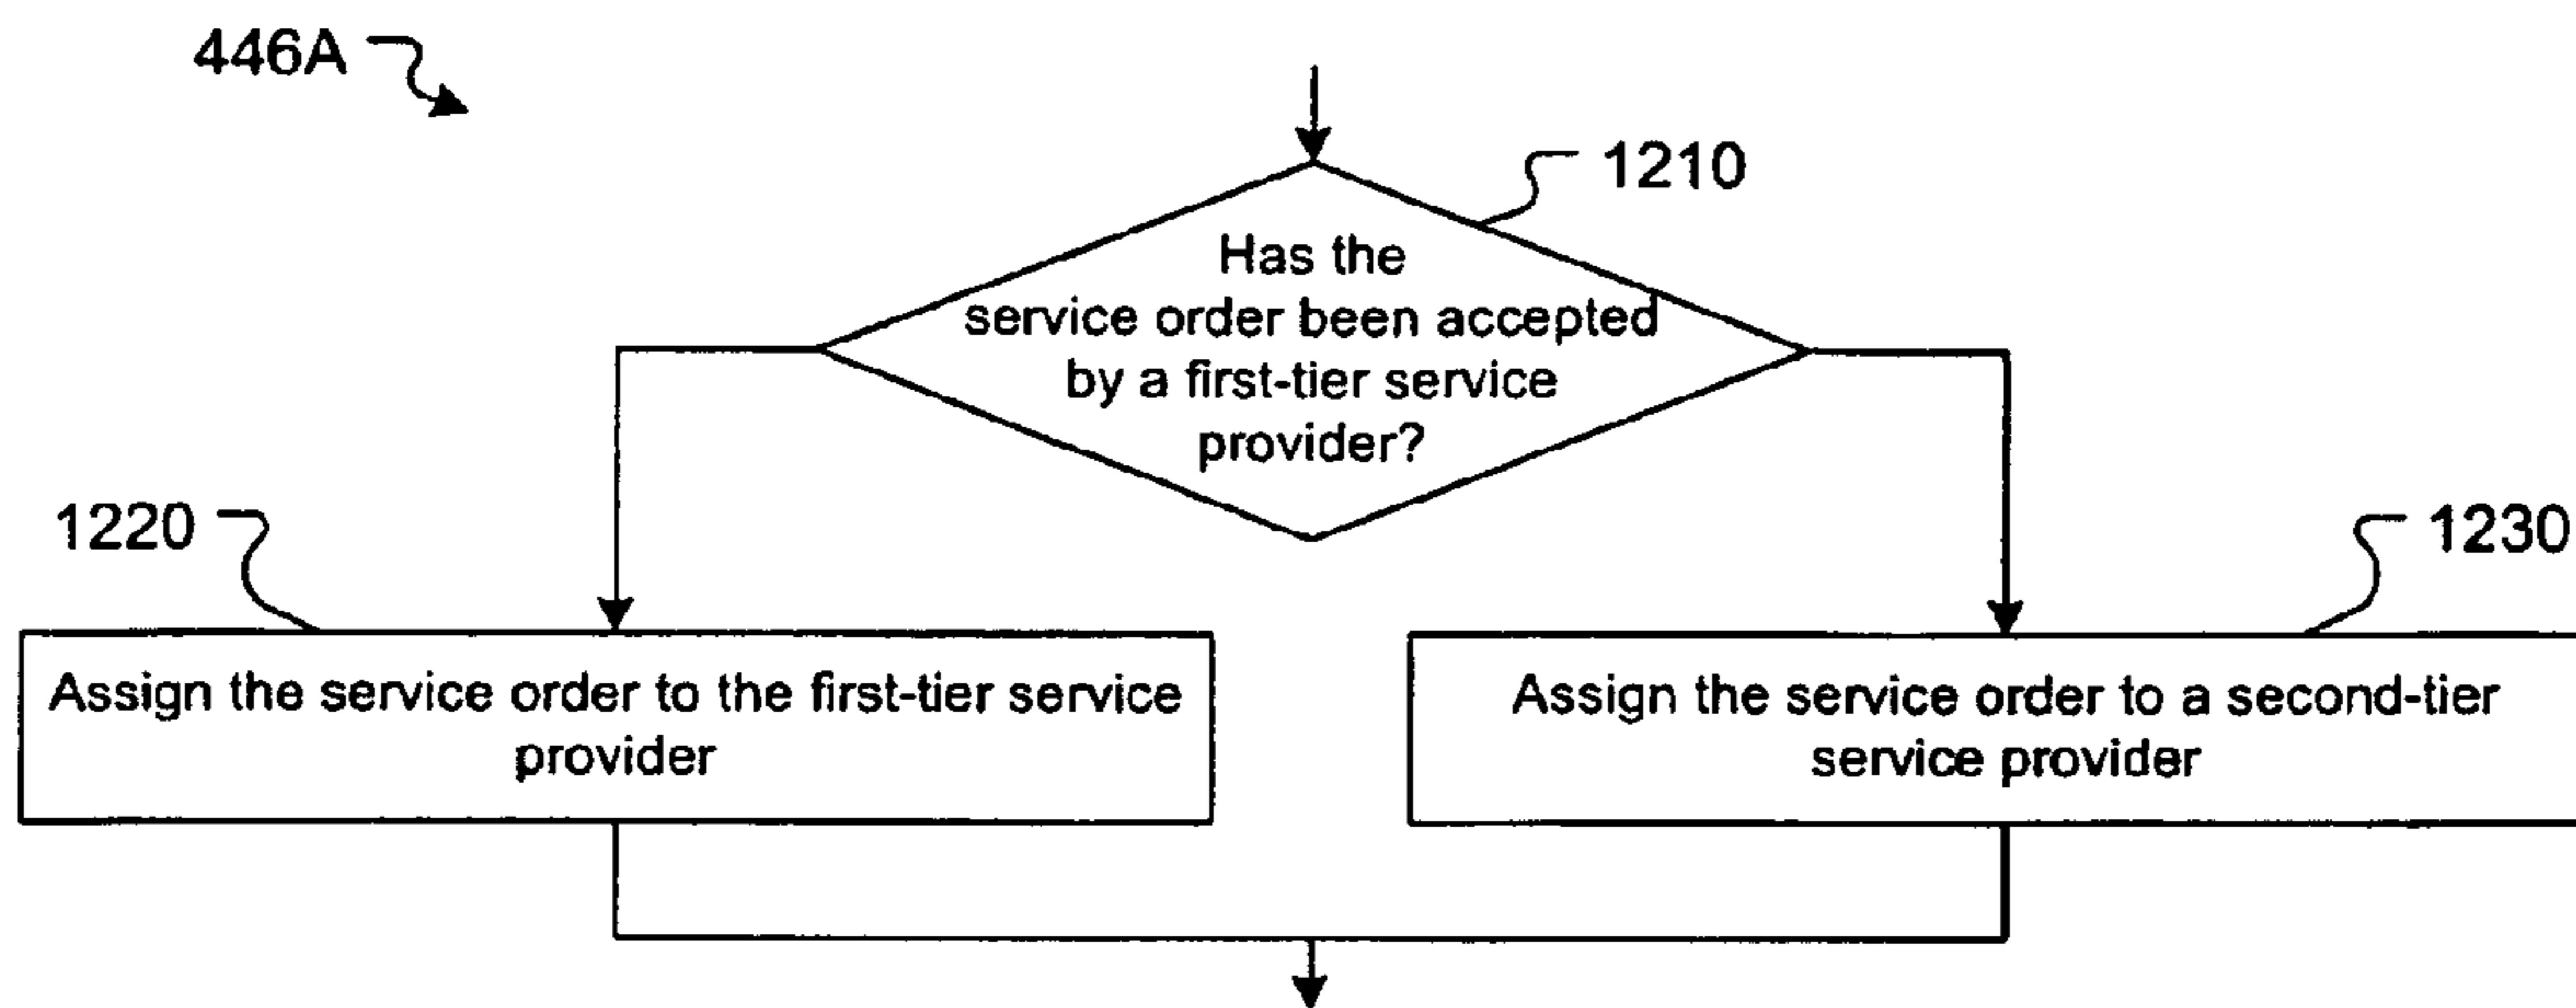 446A
1210
Has the
service order been accepted
by a first-tier service
provider?
1220
1230
Assign the service order to the first-tier service
provider
Assign the service order to a second-tier
service provider